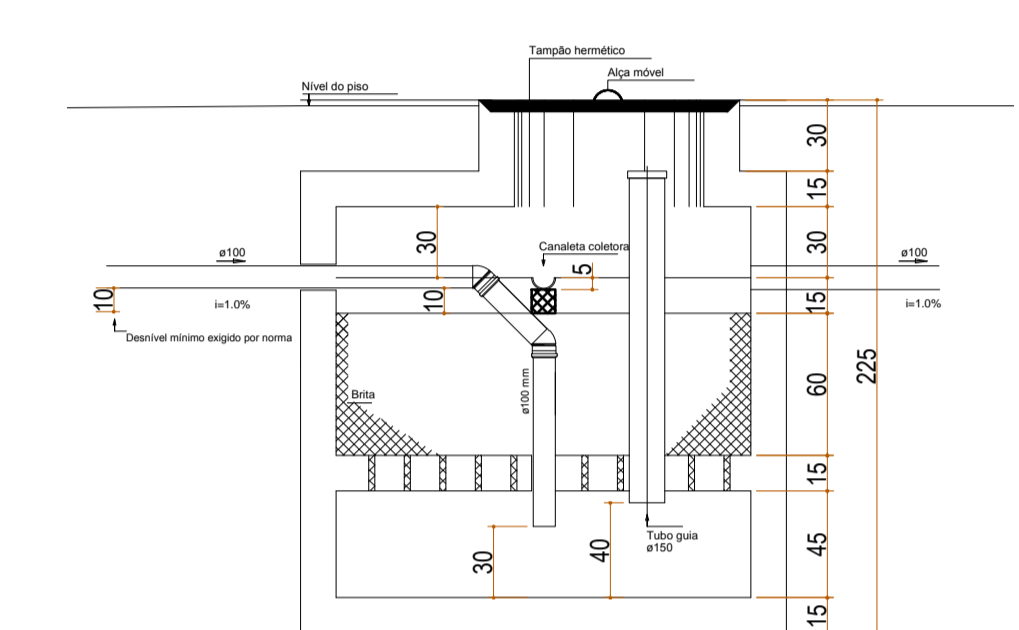 Tampão hermético
Alça móvel
Nível do piso
30
15
30
Canaleta coletora
ø100
ø100
30
5
10
10
i=1.0%
15
i=1.0%
Desnível mínimo exigido por norma
225
60
ø100 mm
Brita
15
Tubo guia
ø150
30
40
45
15